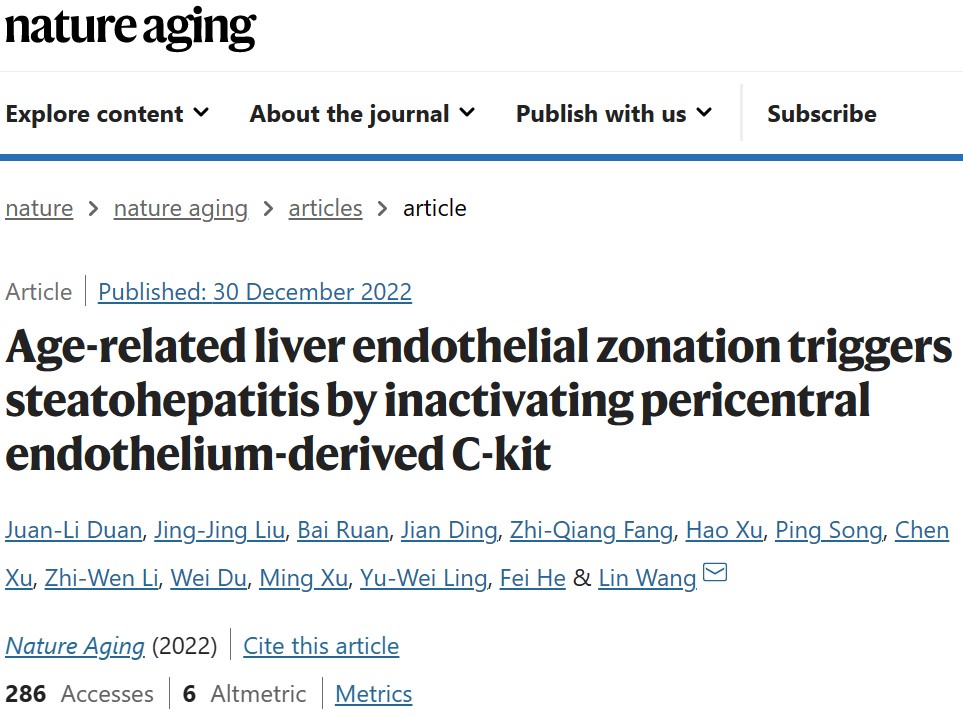 nature aging
Explore content About the journal Publish with us Subscribe
nature > nature aging > articles > article
Article Published: 30 December 2022
Age-related liver endothelial zonation triggers
steatohepatitis by inactivating pericentral
endothelium-derived C-kit
Juan-Li Duan, Jing-Jing Liu, Bai Ruan, Jian Ding, Zhi-Qiang Fang, Hao Xu, Ping Song, Chen
Xu, Zhi-Wen Li, Wei Du, Ming Xu, Yu-Wei Ling, Fei He & Lin Wang
Nature Aging (2022) Cite this article
286 Accesses 6 Altmetric Metrics